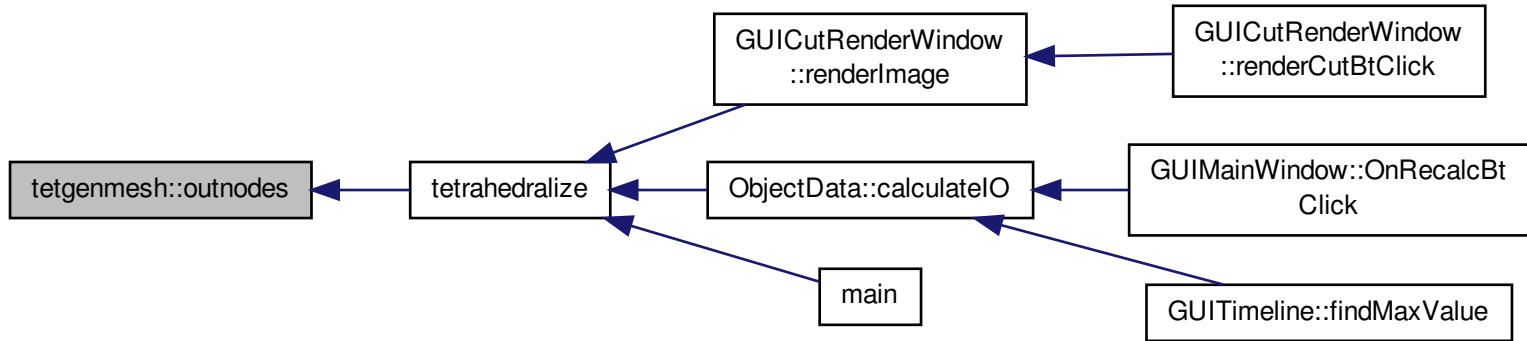 tetgenmesh::outnodes
tetrahedralize
GUICutRenderWindow
::renderImage
GUICutRenderWindow
::renderCutBtClick
ObjectData::calculateIO
GUIMainWindow::OnRecalcBt
Click
GUITimeline::findMaxValue
main